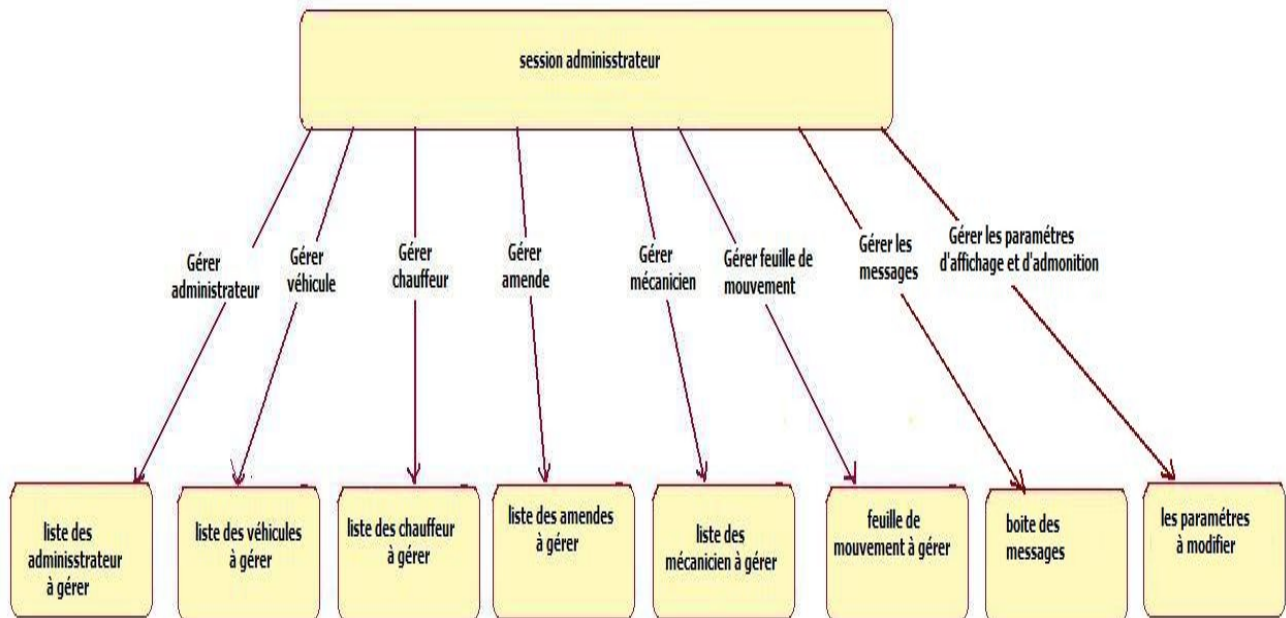 session adminisstrateur
Gérer
administrateur
Gérer
véhicule
Gérer
chauffeur
Gérer
amende
Gérer
mécanicien
Gérer feuille de
mouvement
Gérer les
messages
Gérer les paramétres
d'affichage et d'admonition
liste des
adminisstrateur
à gérer
liste des véhicules
à gérer
liste des chauffeur
à gérer
liste des amendes
à gérer
liste des
mécanicien à gérer
feuille de
mouvement à gérer
boite des
messages
les paramétres
à modifier